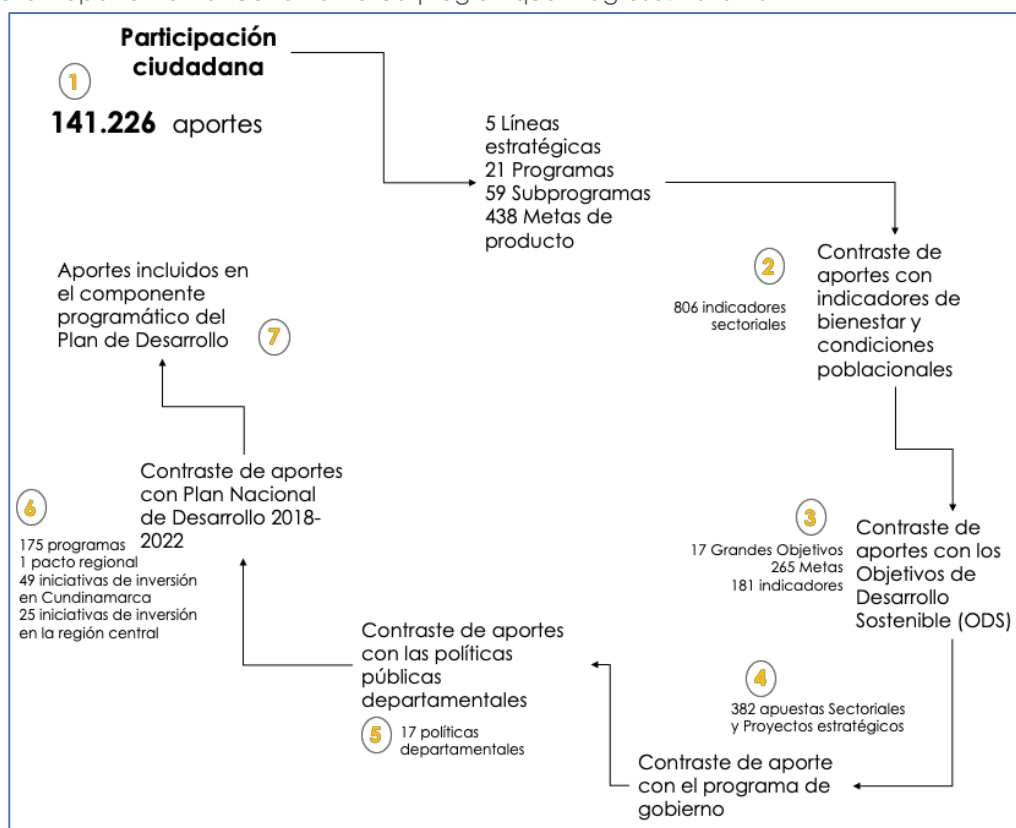 Participación
ciudadana
1
141.226 aportes
5 Líneas
estratégicas
21 Programas
59 Subprogramas
438 Metas de
producto
2
806 indicadores
sectoriales
Contraste de
aportes con
indicadores de
bienestar y
condiciones
poblacionales
3
17 Grandes Objetivos
265 Metas
181 indicadores
Contraste de
aportes con los
Objetivos de
Desarrollo
Sostenible (ODS)
4
382 apuestas Sectoriales
y Proyectos estratégicos
Contraste de aporte
con el programa de
gobierno
Contraste de aportes
con las políticas
públicas
departamentales
5
17 políticas
departamentales
Contraste de aportes
con Plan Nacional
de Desarrollo 2018-
2022
6
175 programas
1 pacto regional
49 iniciativas de inversión
en Cundinamarca
25 iniciativas de inversión
en la región central
Aportes incluidos en
el componente
programático del
Plan de Desarrollo
7